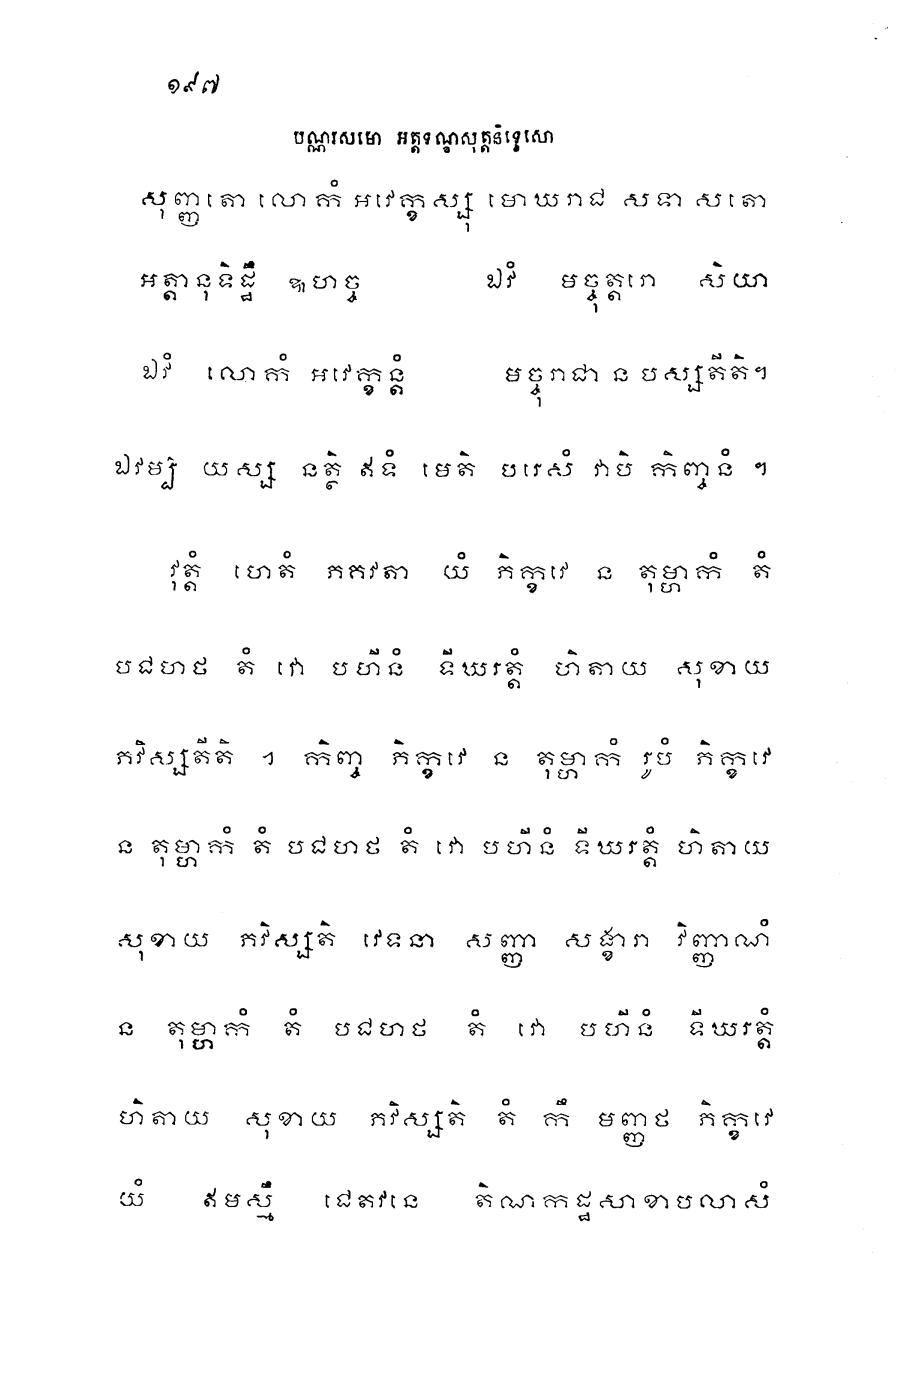 ១៩៧
បណ្ណរសមោ អត្តទណ្ឌសុត្តនិទ្ទេសោ
សុញ្ញតោ លោកំ អវេក្ខស្សុ មោឃរាជ សទា សតោ
អត្តានុទិដ្ឋឹ ឩហច្ច ឯវំ មច្ចុត្តរោ សិយា
ឯវំ លោកំ អវេក្ខន្តំ មច្ចុរាជា ន បស្សតីតិ។
ឯវម្បិ យស្ស នត្ថិ ឥទំ មេតិ បរេសំ វាបិ កិញ្ចនំ ។
វុត្តំ ហេតំ ភគវតា យំ ភិក្ខវេ ន តុម្ហាកំ តំ
បជហថ តំ វោ បហីនំ ទីឃរត្តំ ហិតាយ សុខាយ
ភវិស្សតីតិ ។ កិញ្ច ភិក្ខវេ ន តុម្ហាកំ រូបំ ភិក្ខវេ
ន តុម្ហាកំ តំ បជហថ តំ វោ បហីនំ ទីឃរត្តំ ហិតាយ
សុខាយ ភវិស្សតិ វេទនា សញ្ញា សង្ខារា វិញ្ញាណំ
ន តុម្ហាកំ តំ បជហថ តំ វោ បហីនំ ទីឃរត្តំ
ហិតាយ សុខាយ ភវិស្សតិ តំ កឹ មញ្ញថ ភិក្ខវេ
យំ ឥមស្មឹ ជេតវនេ តិណកដ្ឋសាខាបលាសំ